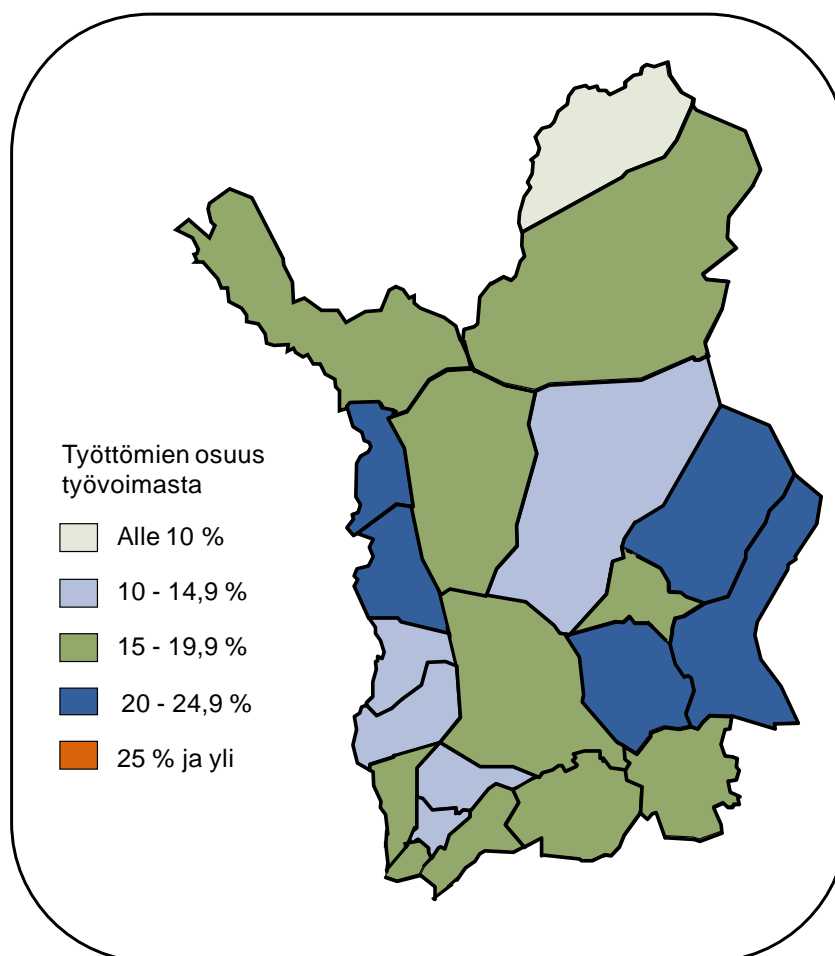 Työttömien osuus
työvoimasta
Alle 10 %
10 - 14,9 %
15 - 19,9 %
20 - 24,9 %
25 % ja yli